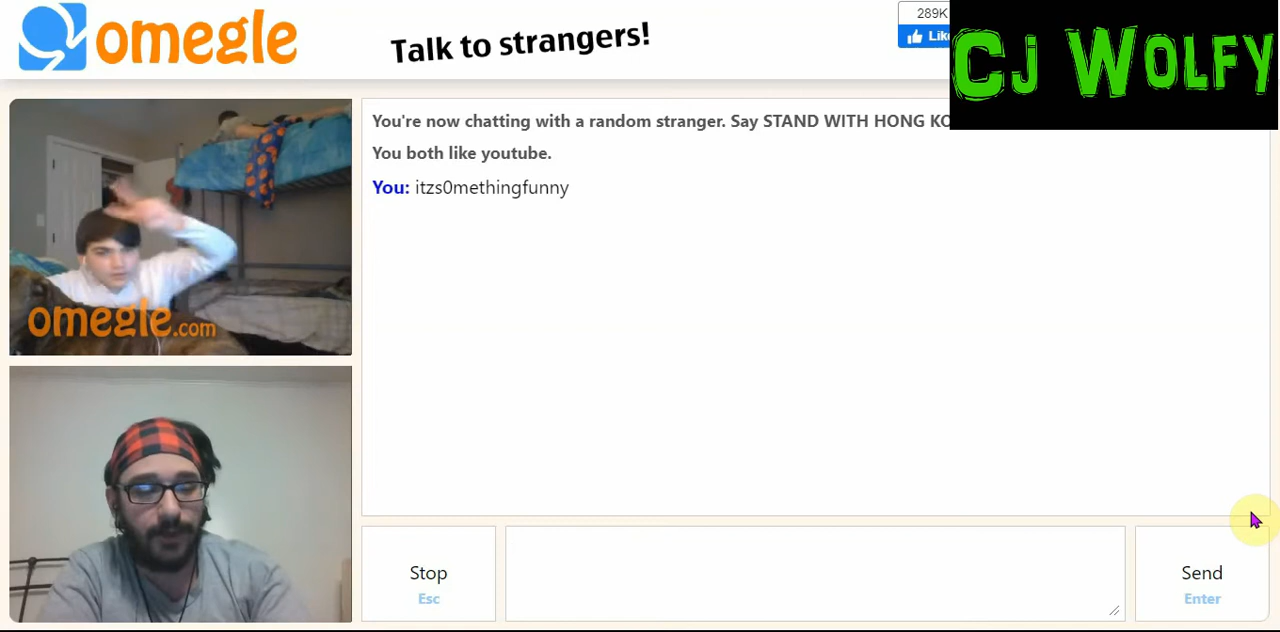 omegle
Talk to strangers!
289K
Like
CJ WOLFY
You're now chatting with a random stranger. Say STAND WITH HONG KO
You both like youtube.
You: itzs0methingfunny
omegle.com
Stop
Esc
Send
Enter